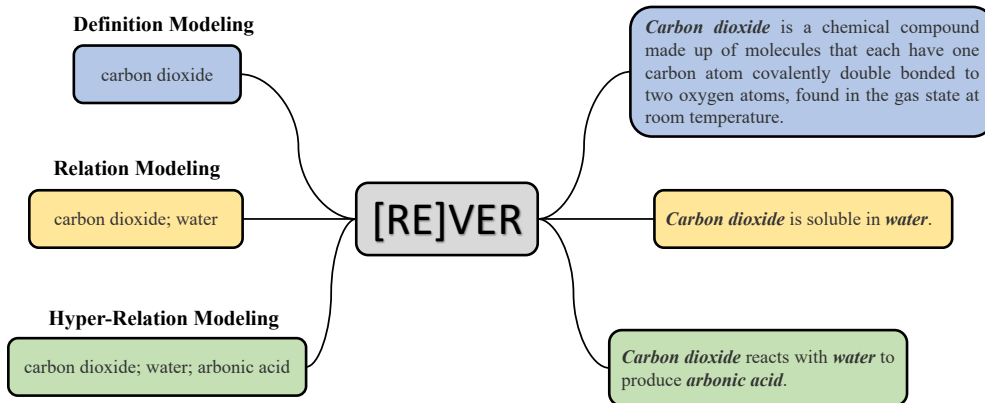 Definition Modeling
carbon dioxide
Carbon dioxide is a chemical compound
made up of molecules that each have one
carbon atom covalently double bonded to
two oxygen atoms, found in the gas state at
room temperature.
Relation Modeling
carbon dioxide; water
[RE]VER
Carbon dioxide is soluble in water.
Hyper-Relation Modeling
carbon dioxide; water; arbonic acid
Carbon dioxide reacts with water to
produce arbonic acid.